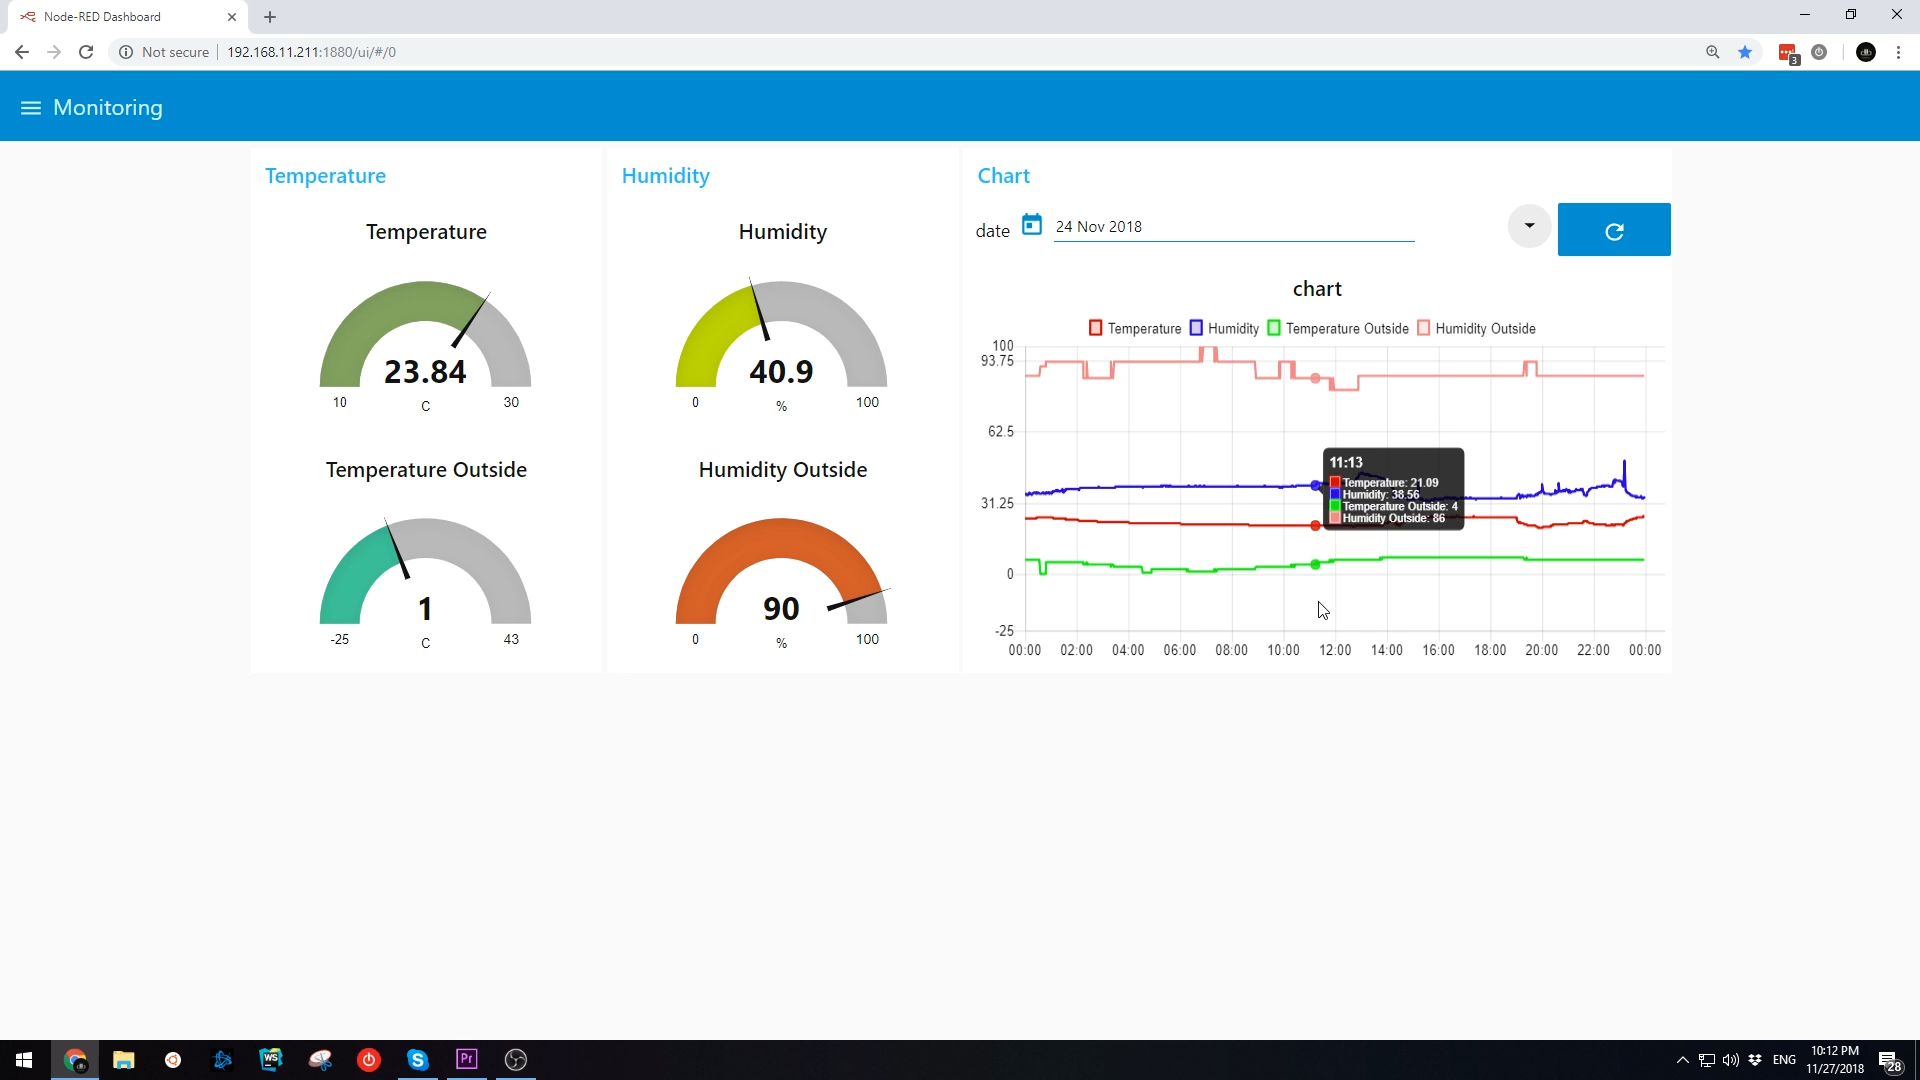 Node-RED Dashboard
Not secure
192.168.11.211:1880/ui/#/0
3
Monitoring
Temperature
Temperature
23.84
10
C
30
Temperature Outside
1
-25
C
43
Humidity
Humidity
40.9
0
%
100
Humidity Outside
90
0
%
100
Chart
date
24 Nov 2018
chart
Temperature Humidity Temperature Outside Humidity Outside
100
93.75
62.5
31.25
0
-25
11:13
Temperature: 21.09
Humidity: 38.56
Temperature Outside: 4
Humidity Outside: 86
00:00 02:00 04:00 06:00 08:00 10:00 12:00 14:00 16:00 18:00 20:00 22:00 00:00
WS
S
Pr
ENG
10:12 PM
11/27/2018
28